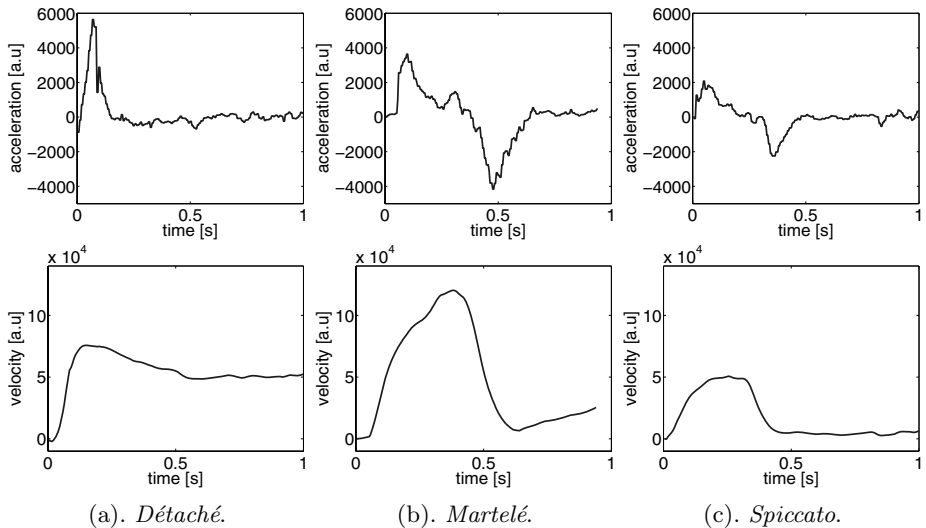 6000
4000
2000
0
−2000
−4000
acceleration [a.u]
0
0.5
1
time [s]
6000
4000
2000
0
−2000
−4000
acceleration [a.u]
0
0.5
1
time [s]
6000
4000
2000
0
−2000
−4000
acceleration [a.u]
0
0.5
1
time [s]
x 10^4
10
5
0
velocity [a.u]
0
0.5
1
time [s]
x 10^4
10
5
0
velocity [a.u]
0
0.5
1
time [s]
x 10^4
10
5
0
velocity [a.u]
0
0.5
1
time [s]
(a). Détaché.
(b). Martelé.
(c). Spiccato.